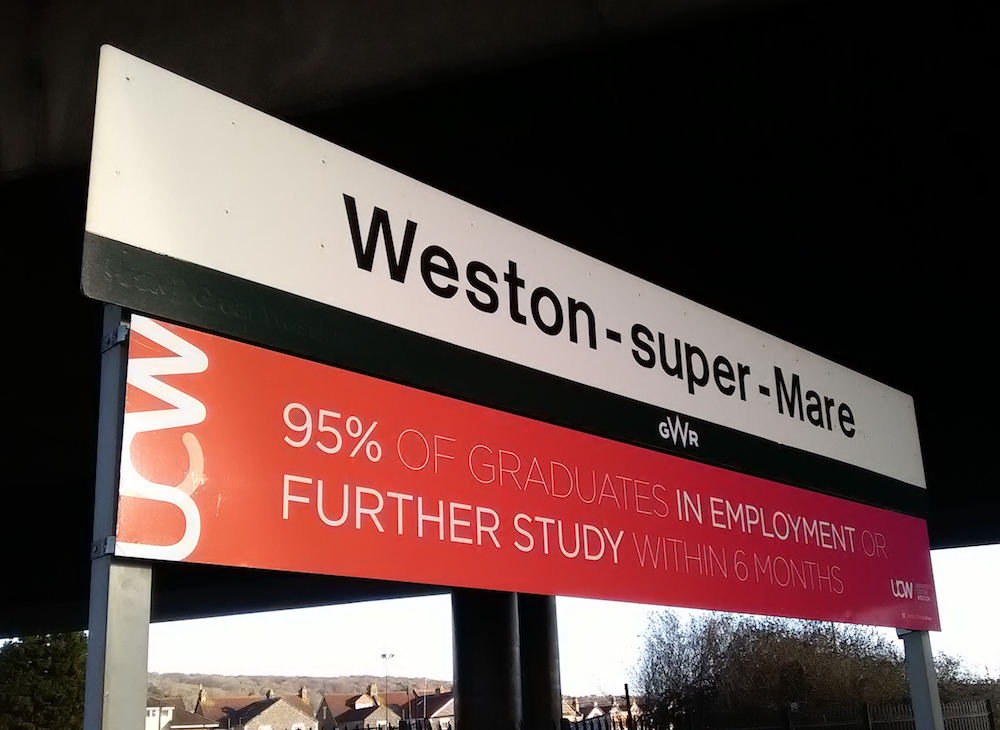 Weston-super-Mare
GWR
UCW
95% OF GRADUATES IN EMPLOYMENT OR
FURTHER STUDY WITHIN 6 MONTHS
UCW